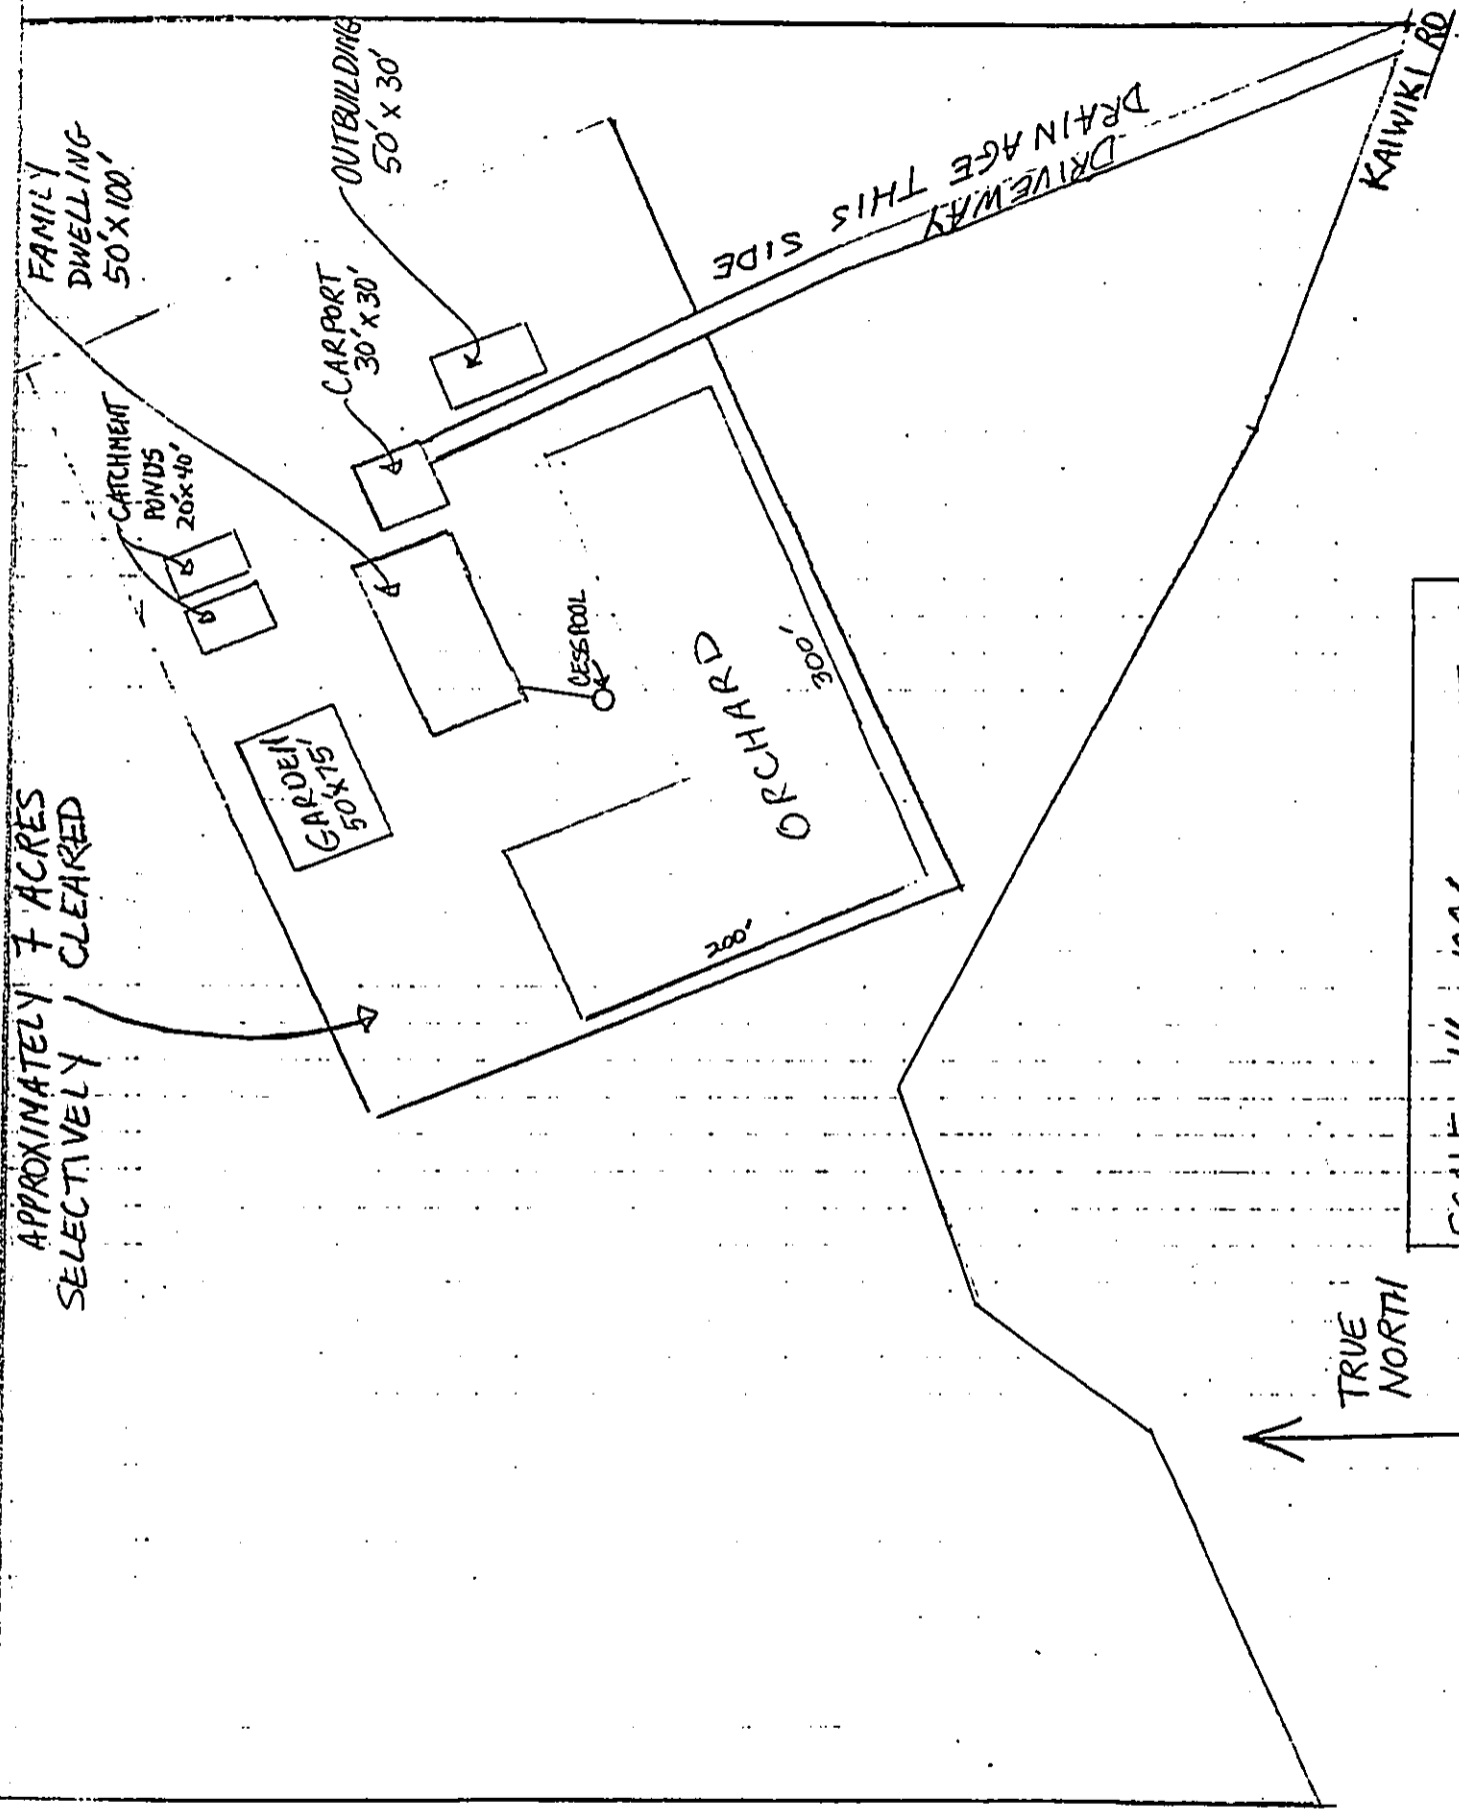 APPROXIMATELY 7 ACRES
SELECTIVELY CLEARED
FAMILY
DWELLING
50'X100'
CATCHMENT
PONDS
20'x40'
OUTBUILDING
50' x 30'
CARPORT
30' x 30'
GARDEN
50'X75'
CESSPOOL
ORCHARD
300'
200'
DRAINAGE THIS SIDE
DRIVEWAY
KAIWIKI RD
TRUE
NORTH